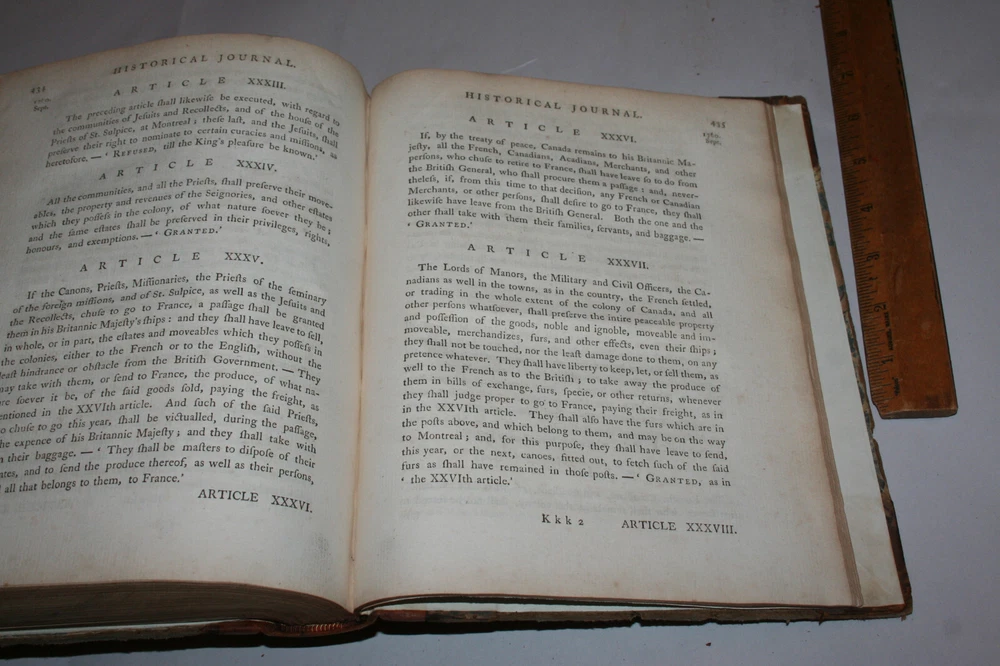 HISTORICAL JOURNAL.
434
1760.
Sept.
ARTICLE XXXIII.
The preceding article ſhall likewiſe be executed, with regard to
the communities of Jeſuits and Recollects, and of the houſe of the
Prieſts of St. Sulpice, at Montreal; theſe laſt, and the Jeſuits, ſhall
preſerve their right to nominate to certain curacies and miſſions, as
heretofore. — ' REFUSED, till the King's pleaſure be known.'
ARTICLE XXXIV.
All the communities, and all the Prieſts, ſhall preſerve their move-
ables, the property and revenues of the Seignories, and other eſtates
which they poſſeſs in the colony, of what nature ſoever they be;
and the ſame eſtates ſhall be preſerved in their privileges, rights,
honours, and exemptions. — ' GRANTED.'
ARTICLE XXXV.
If the Canons, Prieſts, Miſſionaries, the Prieſts of the ſeminary
of the foreign miſſions, and of St. Sulpice, as well as the Jeſuits and
the Recollects, chuſe to go to France, a paſſage ſhall be granted
them in his Britannic Majeſty's ſhips: and they ſhall have leave to ſell,
in whole, or in part, the eſtates and moveables which they poſſeſs in
the colonies, either to the French or to the Engliſh, without the
leaſt hindrance or obſtacle from the Britiſh Government. — They
may take with them, or ſend to France, the produce, of what na-
re ſoever it be, of the ſaid goods ſold, paying the freight, as
entioned in the XXVIth article. And ſuch of the ſaid Prieſts,
o chuſe to go this year, ſhall be victualled, during the paſſage,
he expence of his Britannic Majeſty; and they ſhall take with
n their baggage. — ' They ſhall be maſters to diſpoſe of their
ates, and to ſend the produce thereof, as well as their perſons,
all that belongs to them, to France.'
ARTICLE XXXVI.
HISTORICAL JOURNAL.
435
1760.
Sept.
ARTICLE XXXVI.
If, by the treaty of peace, Canada remains to his Britannic Ma-
jeſty, all the French, Canadians, Acadians, Merchants, and other
perſons, who chuſe to retire to France, ſhall have leave ſo to do from
the Britiſh General, who ſhall procure them a paſſage: and, never-
theleſs, if, from this time to that deciſion, any French or Canadian
Merchants, or other perſons, ſhall deſire to go to France, they ſhall
likewiſe have leave from the Britiſh General. Both the one and the
other ſhall take with them their families, ſervants, and baggage. —
' GRANTED.'
ARTICLE XXXVII.
The Lords of Manors, the Military and Civil Officers, the Ca-
nadians as well in the towns, as in the country, the French ſettled,
or trading in the whole extent of the colony of Canada, and all
other perſons whatſoever, ſhall preſerve the intire peaceable property
and poſſeſſion of the goods, noble and ignoble, moveable and im-
moveable, merchandizes, furs, and other effects, even their ſhips;
they ſhall not be touched, nor the leaſt damage done to them, on any
pretence whatever. They ſhall have liberty to keep, let, or ſell them, as
well to the French as to the Britiſh; to take away the produce of
them in bills of exchange, furs, ſpecie, or other returns, whenever
they ſhall judge proper to go to France, paying their freight, as in
in the XXVIth article. They ſhall alſo have the furs which are in
the poſts above, and which belong to them, and may be on the way
to Montreal; and, for this purpoſe, they ſhall have leave to ſend,
this year, or the next, canoes, fitted out, to fetch ſuch of the ſaid
furs as ſhall have remained in thoſe poſts. — ' GRANTED, as in
' the XXVIth article.'
Kkk 2 ARTICLE XXXVIII.